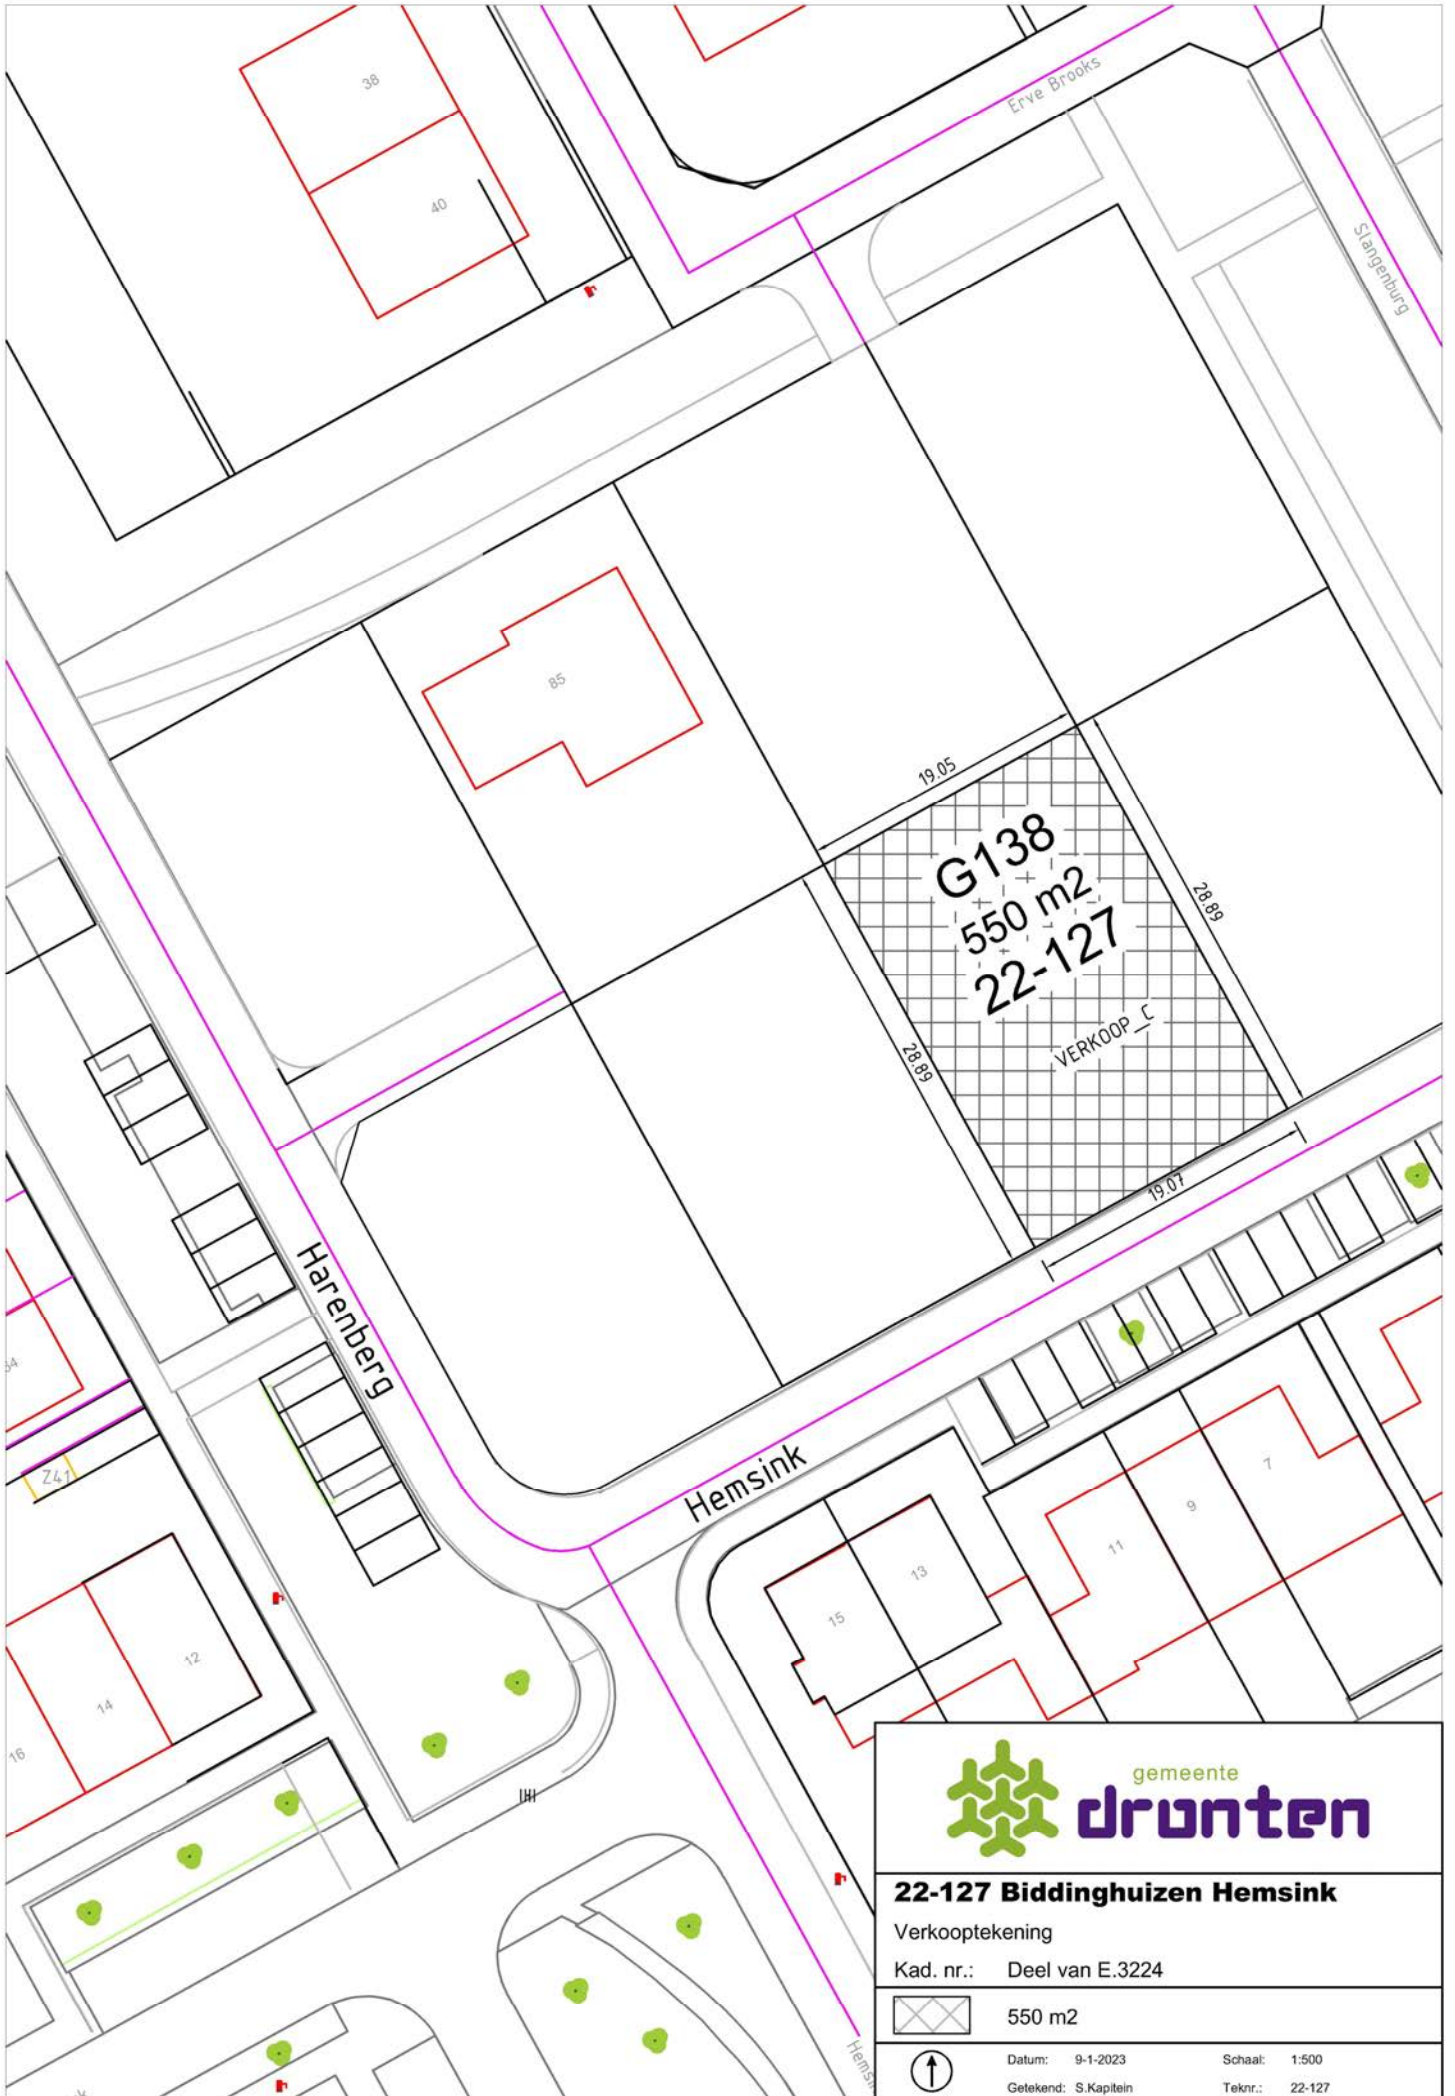 38
Erve Brooks
40
Slangenburg
85
19.05
G138
550 m2
22-127
28.89
VERKOOP_C
28.89
19.07
Harenberg
34
Z41
Hemsink
7
9
11
13
15
12
14
16
gemeente
dronten
22-127 Biddinghuizen Hemsink
Verkooptekening
Kad. nr.: Deel van E.3224
550 m2
Datum: 9-1-2023 Schaal: 1:500
Getekend: S.Kapitein Teknr.: 22-127